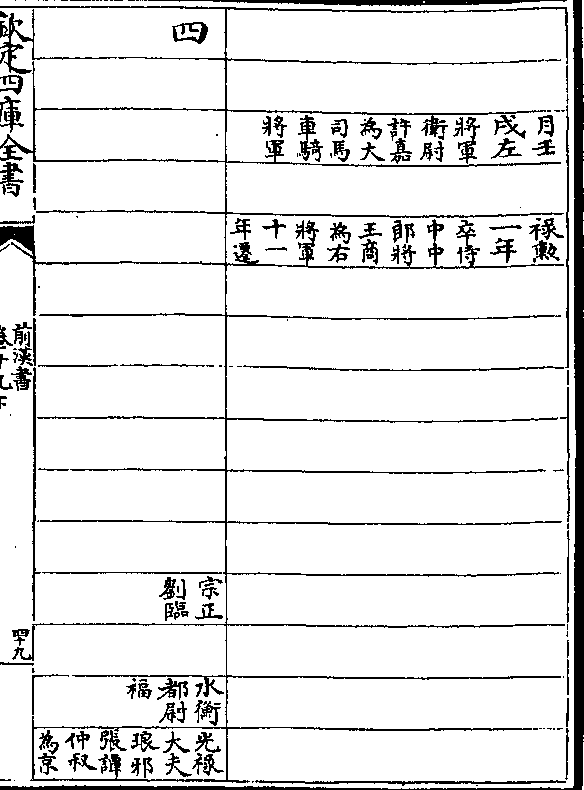 月壬
戌左
將軍
衛尉
許嘉
為大
司馬
車騎
將軍
祿勲
一年
卒侍
中中
郎將
王商
為右
將軍
十一
年遷
四
宗正
劉臨
水衡
都尉
福
光祿
大夫
琅邪
張譚
仲叔
為京
欽定四庫全書
前漢書
卷十九下
四十九